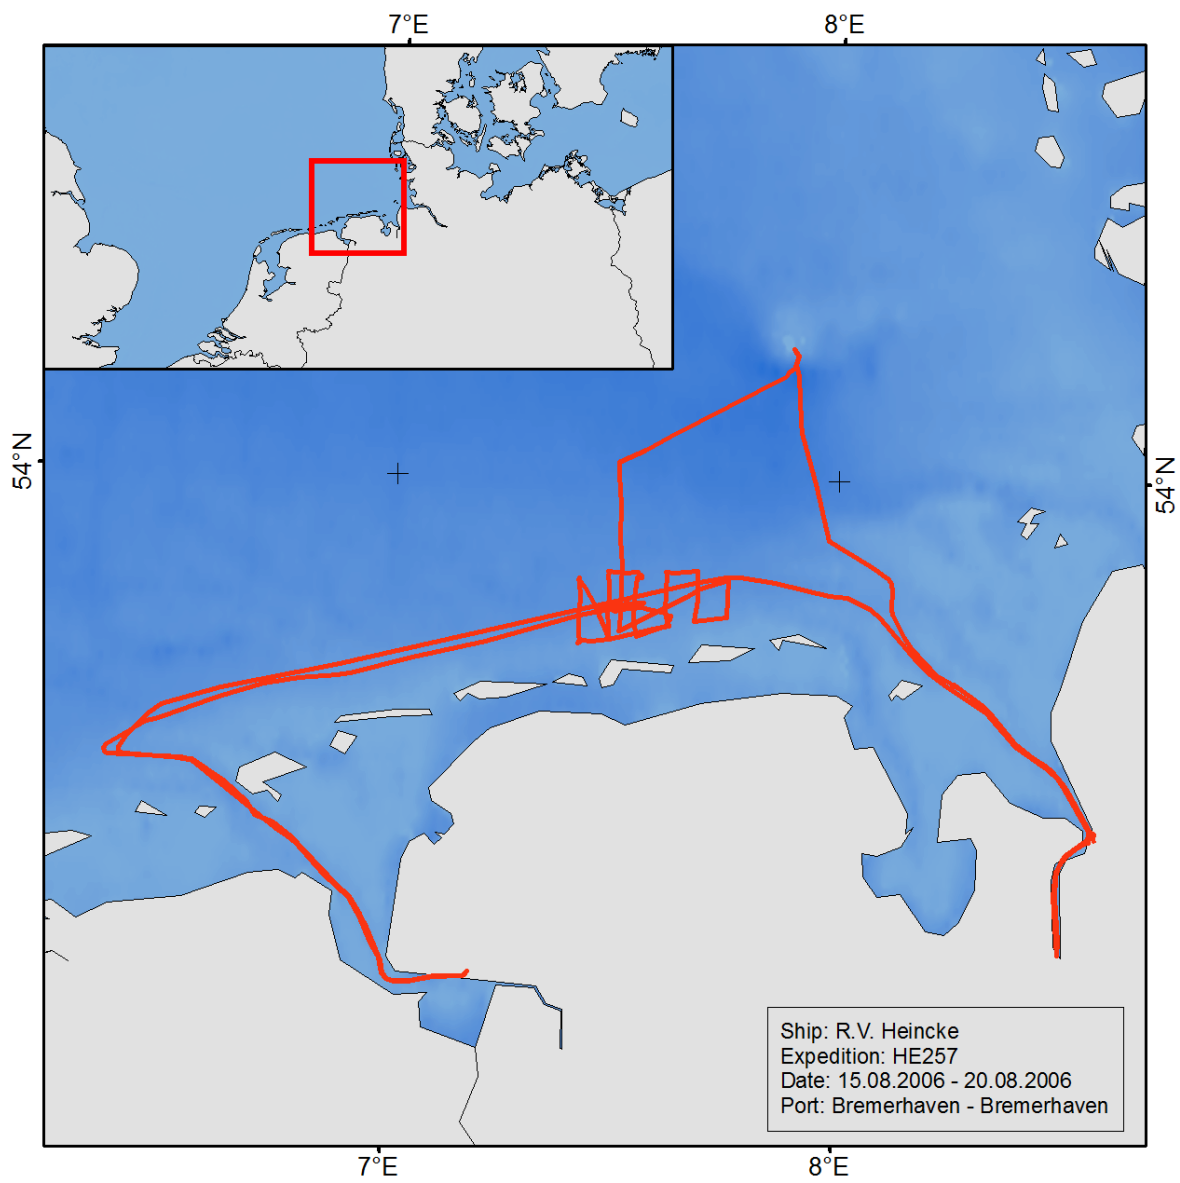 7°E
8°E
54°N
54°N
Ship: R.V. Heincke
Expedition: HE257
Date: 15.08.2006 - 20.08.2006
Port: Bremerhaven - Bremerhaven
7°E
8°E